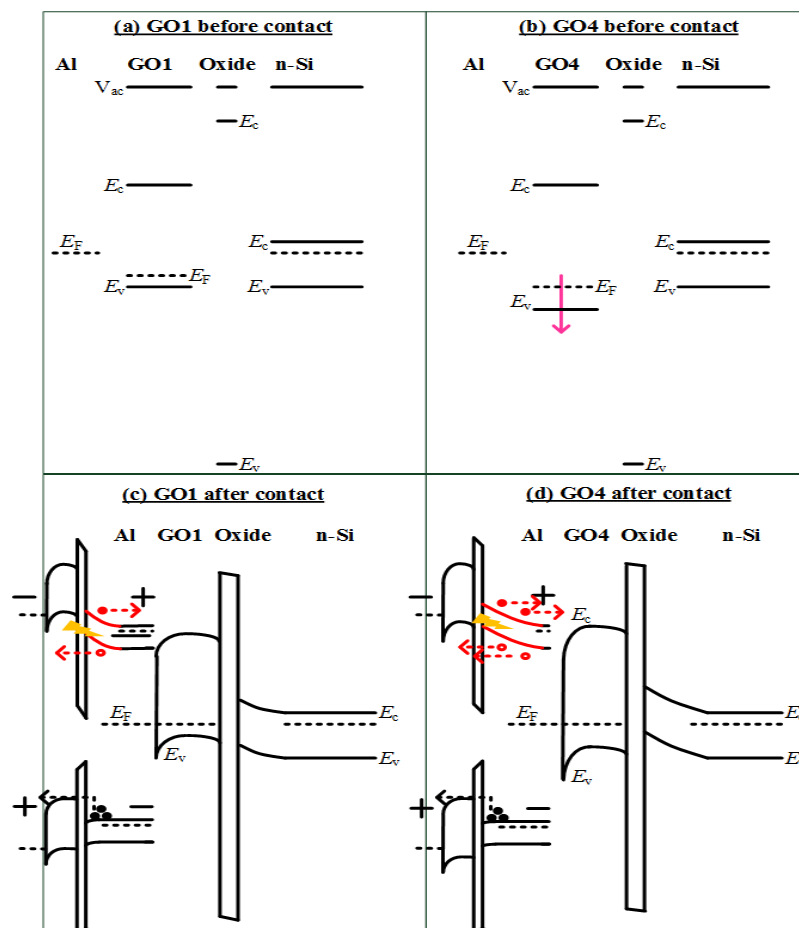 (a) GO1 before contact
Al GO1 Oxide n-Si
Vac
Ec
Ec
EF
Ec
EF
Ev
Ev
Ev
(b) GO4 before contact
Al GO4 Oxide n-Si
Vac
Ec
Ec
EF
Ec
EF
Ev
Ev
Ev
(c) GO1 after contact
Al GO1 Oxide n-Si
− +
EF
Ec
Ev
Ev
+ −
(d) GO4 after contact
Al GO4 Oxide n-Si
− +
Ec
EF
E
Ev
E
+ −